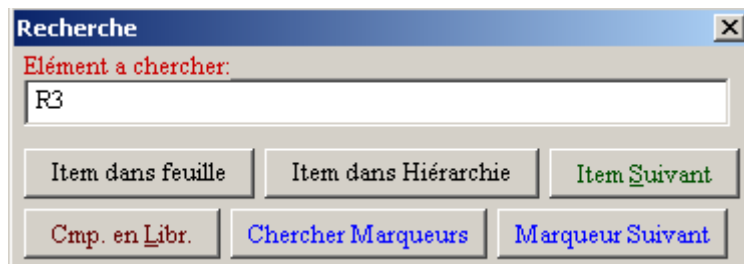 Recherche
Elément a chercher:
R3
Item dans feuille Item dans Hiérarchie Item Suivant
Cmp. en Libr. Chercher Marqueurs Marqueur Suivant